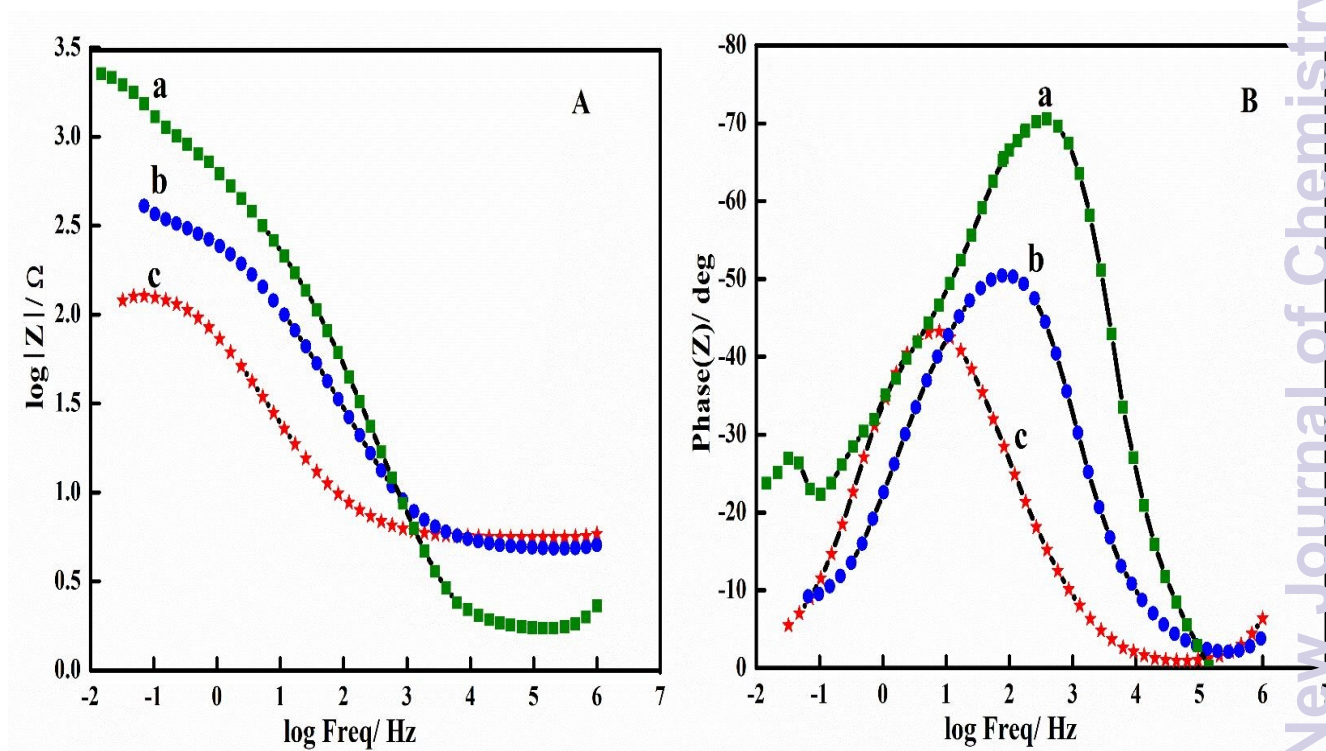 3.5
3.0
2.5
2.0
1.5
1.0
0.5
0.0
-2 -1 0 1 2 3 4 5 6 7
log |Z| / Ω
log Freq/ Hz
a
b
c
A
-80
-70
-60
-50
-40
-30
-20
-10
0
-2 -1 0 1 2 3 4 5 6 7
Phase(Z)/ deg
log Freq/ Hz
a
b
c
B
New Journal of Chemistry